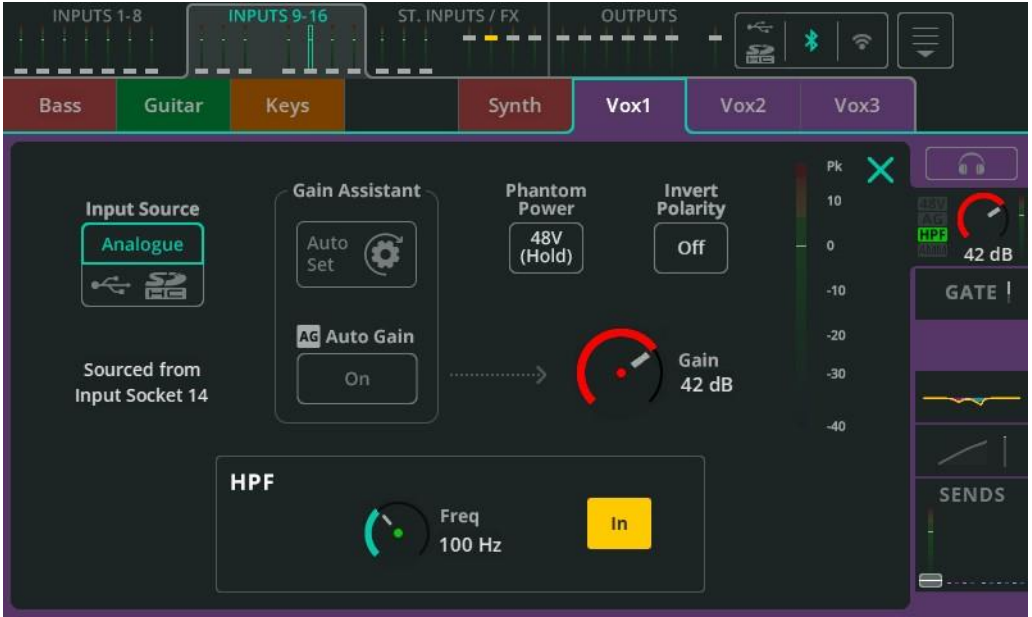 INPUTS 1-8
INPUTS 9-16
ST. INPUTS / FX
OUTPUTS
Bass
Guitar
Keys
Synth
Vox1
Vox2
Vox3
Input Source
Analogue
SD
HC
Sourced from
Input Socket 14
Gain Assistant
Auto
Set
AG Auto Gain
On
Phantom
Power
48V
(Hold)
Invert
Polarity
Off
Gain
42 dB
Pk
10
0
-10
-20
-30
-40
HPF
Freq
100 Hz
In
48V
AG
HPF
42 dB
GATE
SENDS